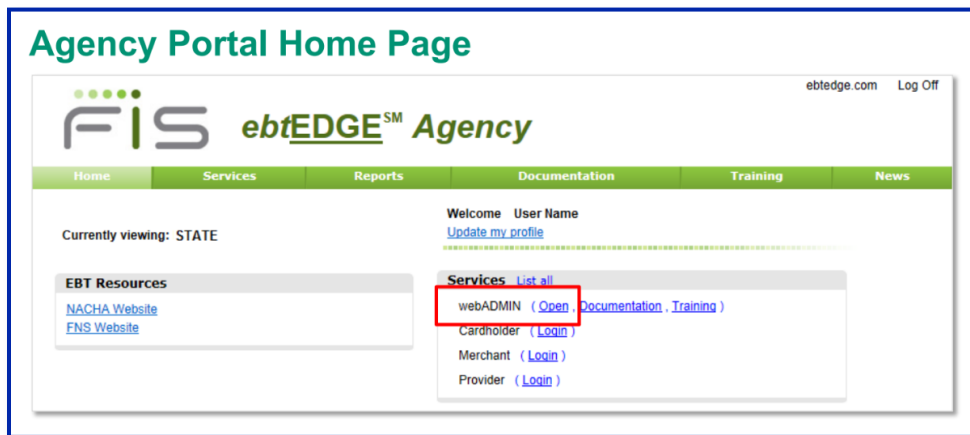 Agency Portal Home Page
ebtedge.com Log Off
FIS ebtEDGE℠ Agency
Home Services Reports Documentation Training News
Welcome User Name
Update my profile
Currently viewing: STATE
EBT Resources
NACHA Website
FNS Website
Services List all
webADMIN ( Open , Documentation , Training )
Cardholder ( Login )
Merchant ( Login )
Provider ( Login )